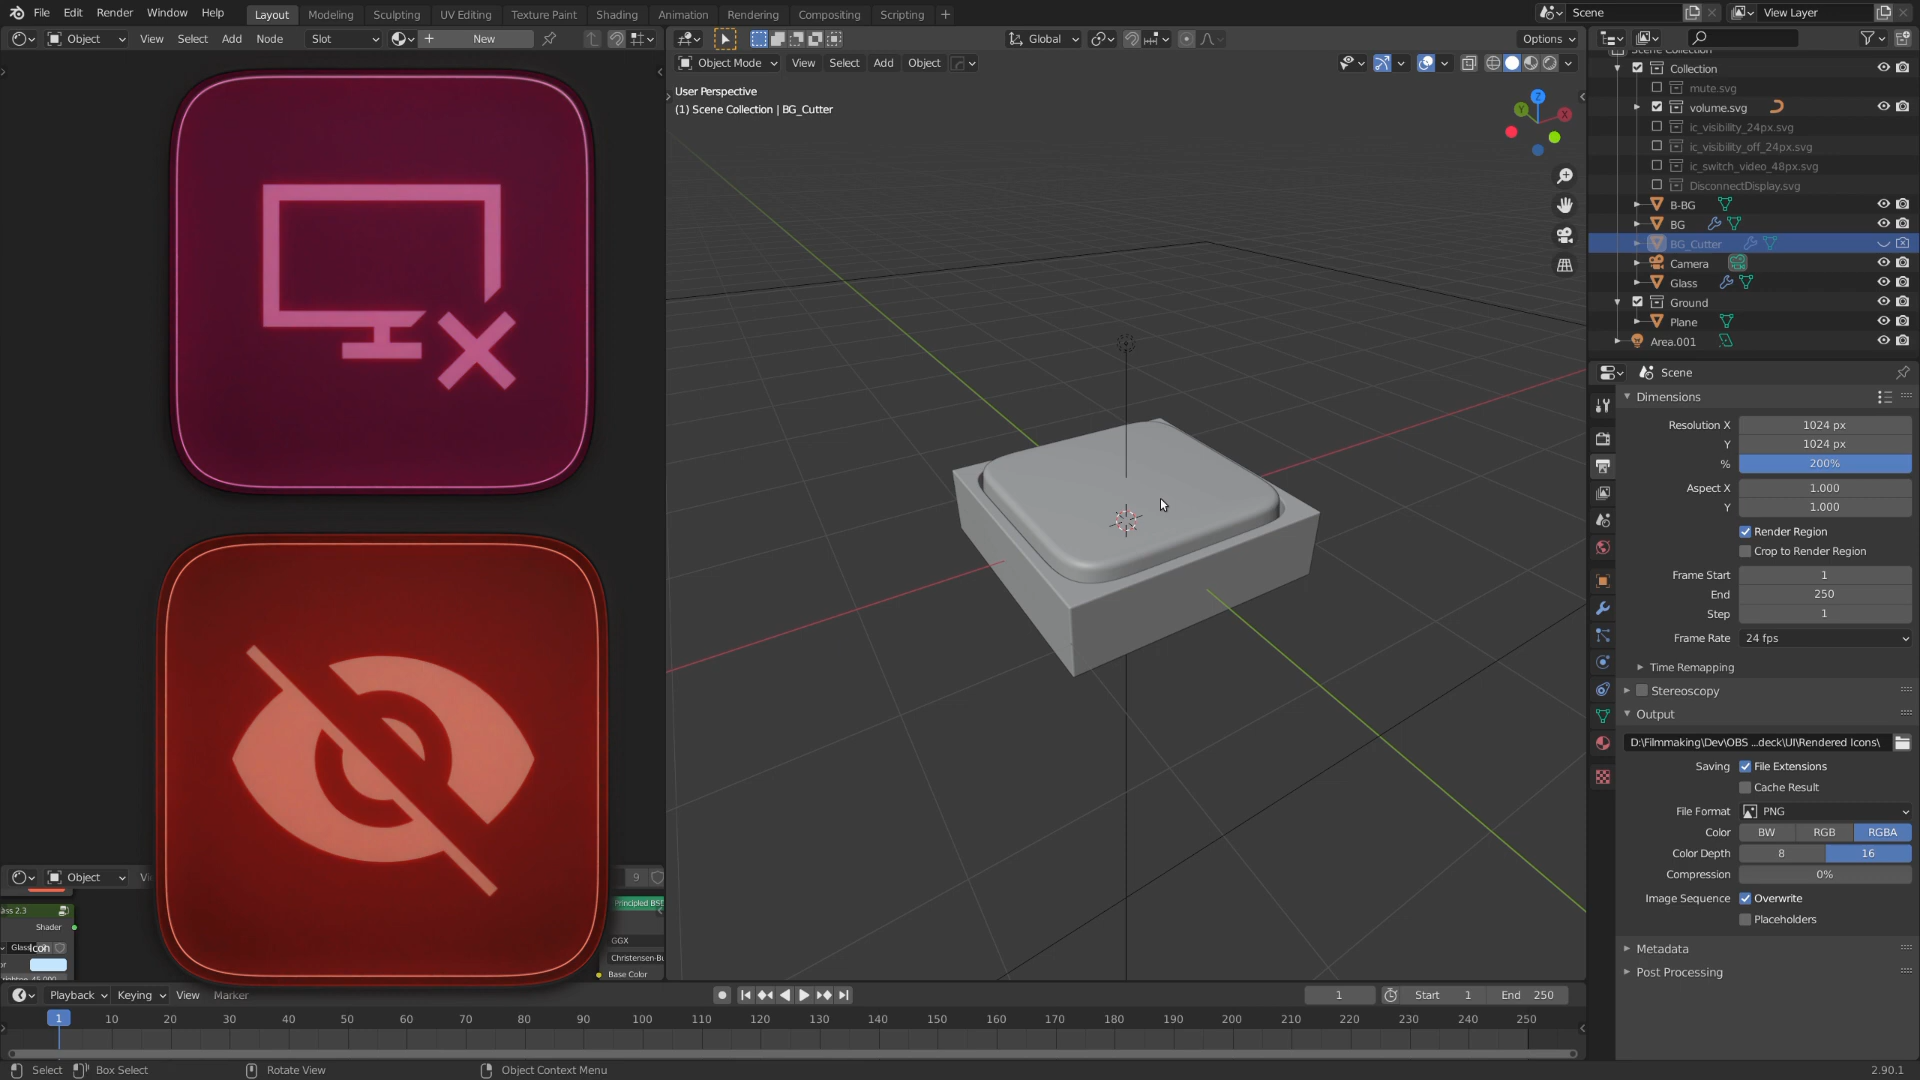 File Edit Render Window Help Layout Modeling Sculpting UV Editing Texture Paint Shading Animation Rendering Compositing Scripting + Scene View Layer
Object View Select Add Node Slot New Global Options
Object Mode View Select Add Object
User Perspective
(1) Scene Collection | BG_Cutter
Z
Y
X
Scene Collection
Collection
mute.svg
volume.svg
ic_visibility_24px.svg
ic_visibility_off_24px.svg
ic_switch_video_48px.svg
DisconnectDisplay.svg
B-BG
BG
BG_Cutter
Camera
Glass
Ground
Plane
Area.001
Scene
Dimensions
Resolution X 1024 px
Y 1024 px
% 200%
Aspect X 1.000
Y 1.000
Render Region
Crop to Render Region
Frame Start 1
End 250
Step 1
Frame Rate 24 fps
Time Remapping
Stereoscopy
Output
D:\Filmmaking\Dev\OBS ...deck\UI\Rendered Icons\
Saving File Extensions
Cache Result
File Format PNG
Color BW RGB RGBA
Color Depth 8 16
Compression 0%
Image Sequence Overwrite
Placeholders
Metadata
Post Processing
Object 9
Principled BSDF
Shader
Icon
GGX
Christensen-Bu
Base Color
Playback Keying View Marker 1 Start 1 End 250
1 10 20 30 40 50 60 70 80 90 100 110 120 130 140 150 160 170 180 190 200 210 220 230 240 250
Select Box Select Rotate View Object Context Menu 2.90.1